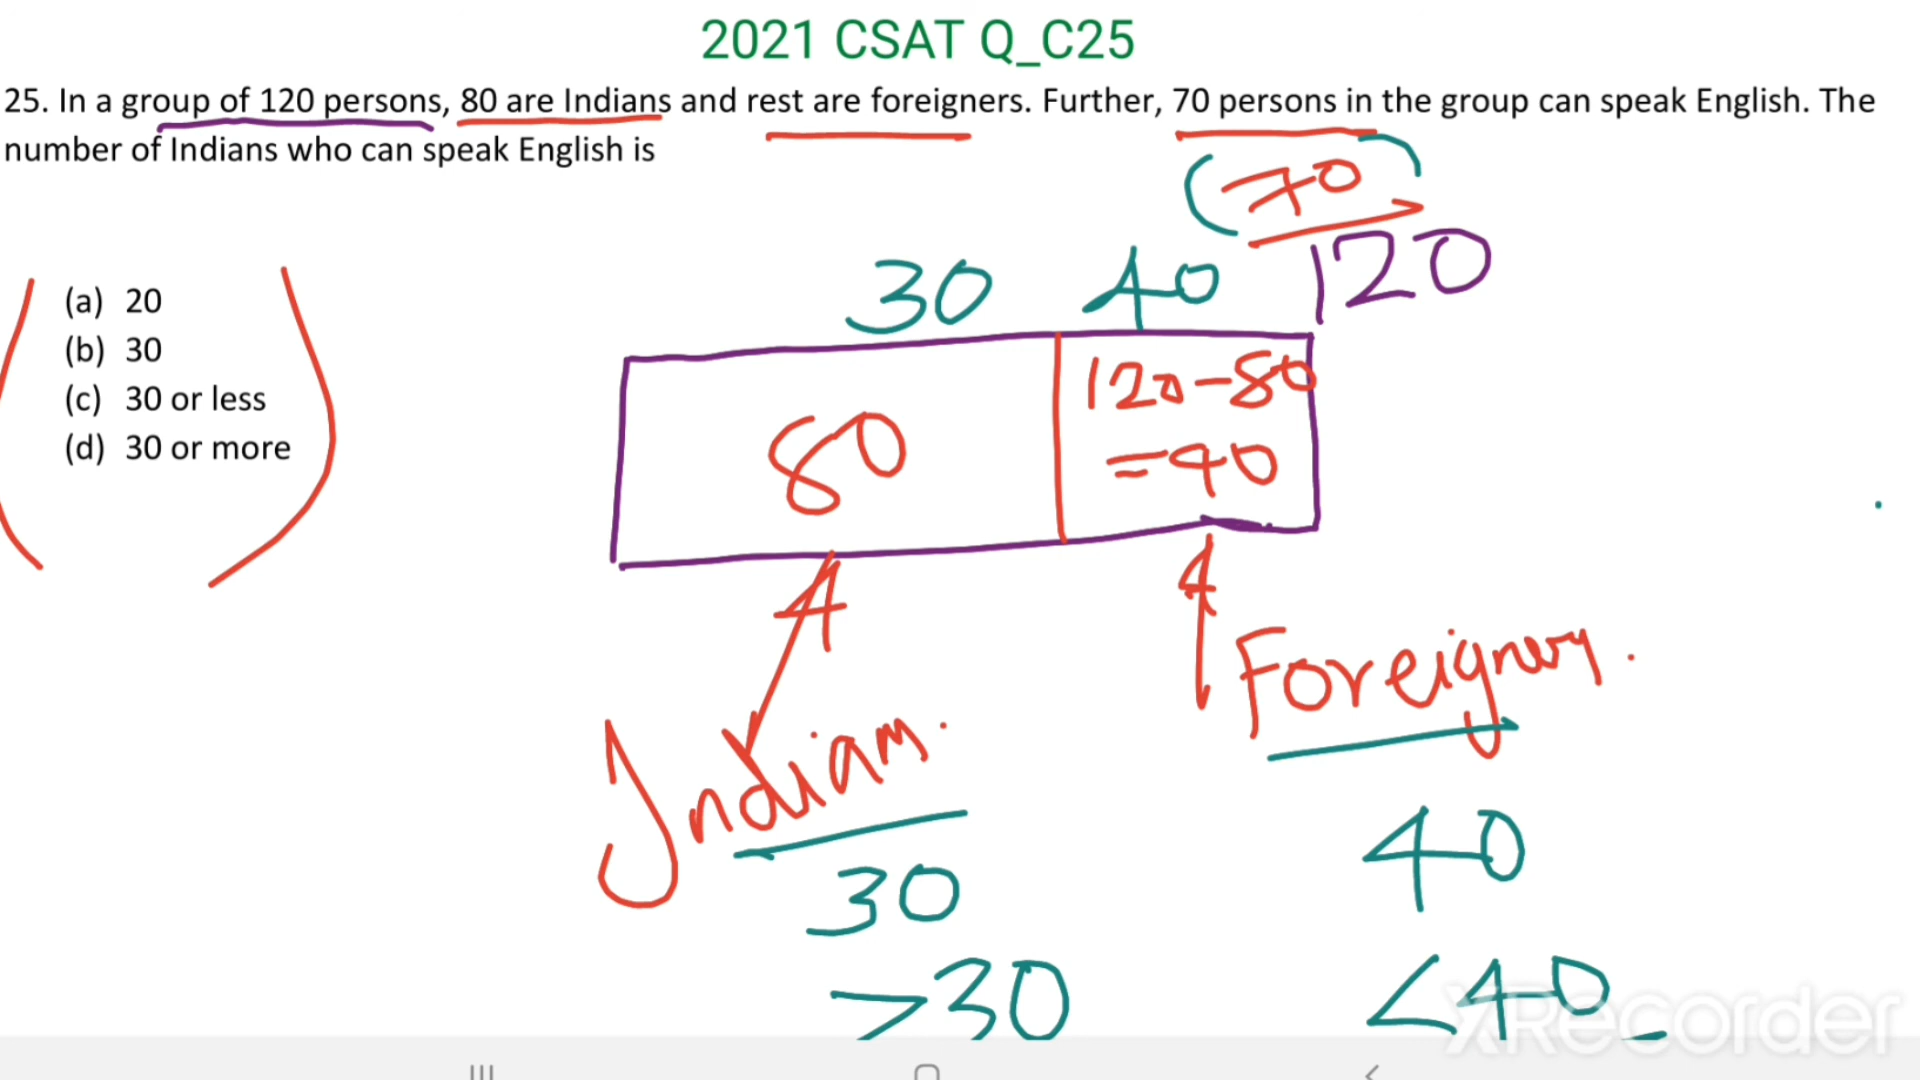 2021 CSAT Q_C25
25. In a group of 120 persons, 80 are Indians and rest are foreigners. Further, 70 persons in the group can speak English. The
number of Indians who can speak English is
(70)
30 40 120
(a) 20
(b) 30
(c) 30 or less
(d) 30 or more
80
120-80
=40
Foreigners.
Indians.
40
30
>30
<40
XRecorder